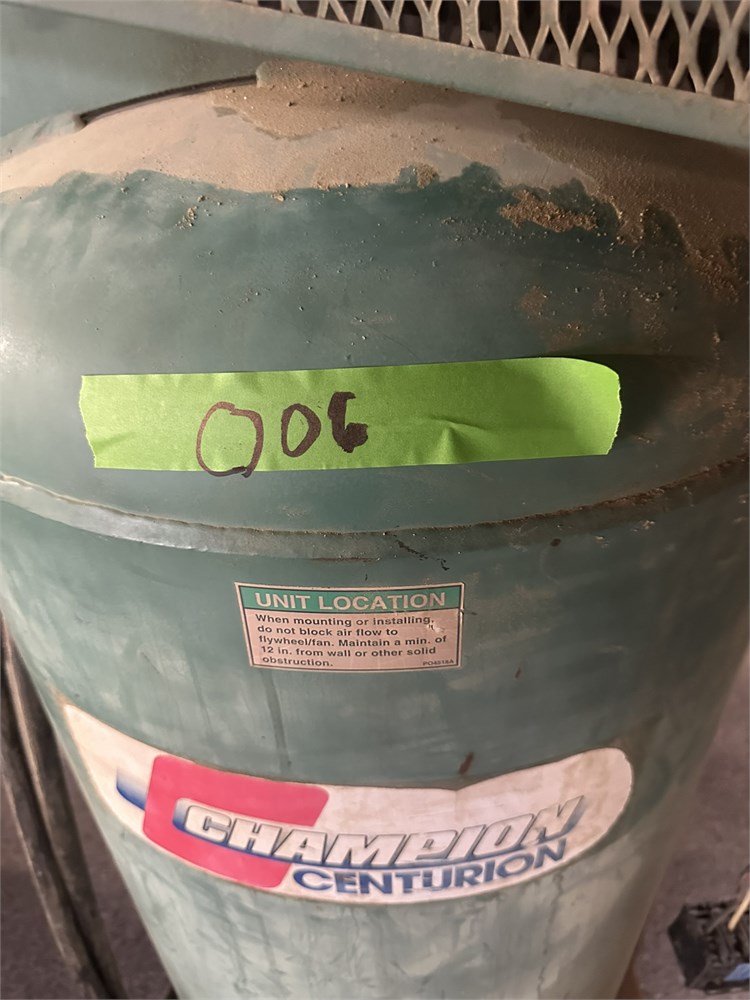 006
UNIT LOCATION
When mounting or installing,
do not block air flow to
flywheel/fan. Maintain a min. of
12 in. from wall or other solid
obstruction.
CHAMPION
CENTURION